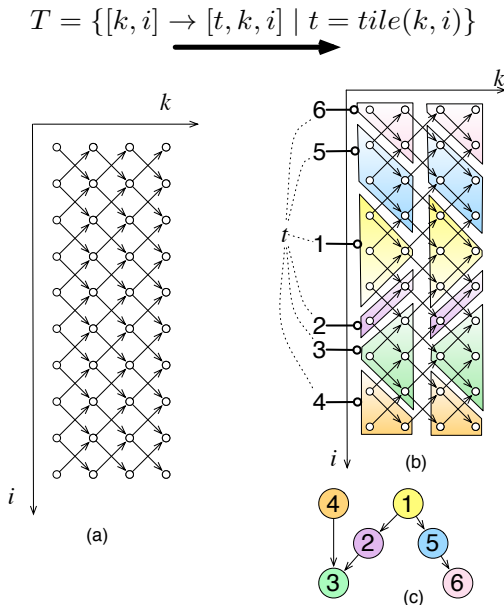 T = {[k, i] → [t, k, i] | t = tile(k, i)}
k
i
(a)
k
6
5
t
1
2
3
4
i
(b)
4
1
2
5
3
6
(c)